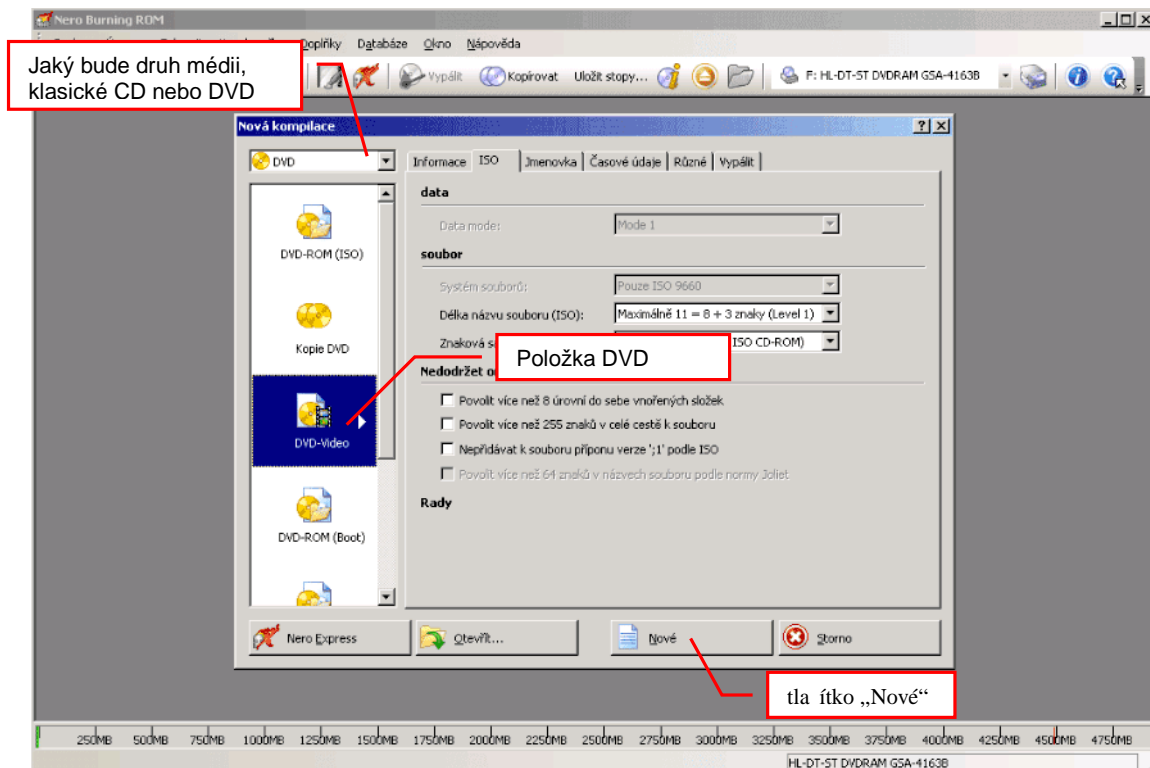 Nero Burning ROM
Doplňky Databáze Okno Nápověda
Jaký bude druh médii,
klasické CD nebo DVD
Vypálit Kopírovat Uložit stopy... F: HL-DT-ST DVDRAM GSA-4163B
Nová kompilace
DVD
Informace ISO Jmenovka Časové údaje Různé Vypálit
data
Data mode: Mode 1
DVD-ROM (ISO)
soubor
Systém souborů: Pouze ISO 9660
Délka názvu souboru (ISO): Maximálně 11 = 8 + 3 znaky (Level 1)
Kopie DVD
Znaková ISO CD-ROM)
Položka DVD
Nedodržet
Povolit více než 8 úrovní do sebe vnořených složek
Povolit více než 255 znaků v celé cestě k souboru
DVD-Video
Nepřidávat k souboru příponu verze ';1' podle ISO
Povolit více než 64 znaků v názvech souboru podle normy Joliet
Rady
DVD-ROM (Boot)
Nero Express Otevřít... Nové Storno
tla ítko „Nové“
250MB 500MB 750MB 1000MB 1250MB 1500MB 1750MB 2000MB 2250MB 2500MB 2750MB 3000MB 3250MB 3500MB 3750MB 4000MB 4250MB 4500MB 4750MB
HL-DT-ST DVDRAM GSA-4163B